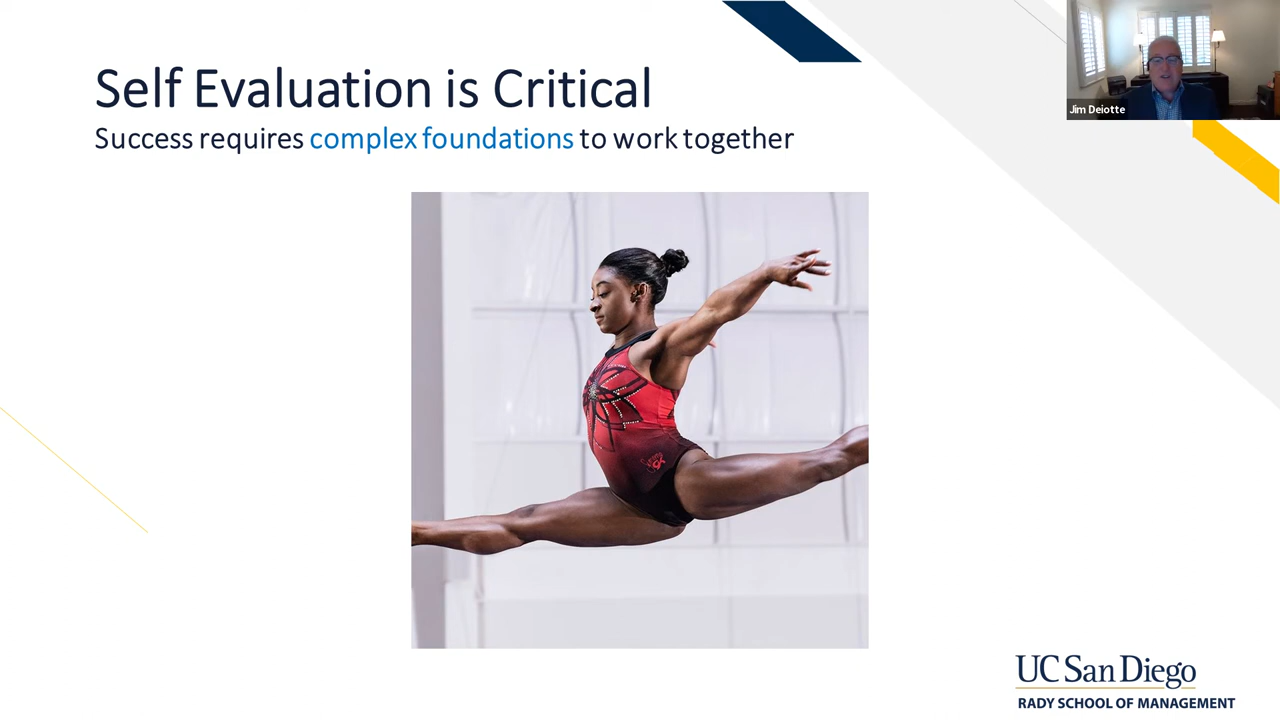 Self Evaluation is Critical
Success requires complex foundations to work together
Jim Deiotte
UC San Diego
RADY SCHOOL OF MANAGEMENT